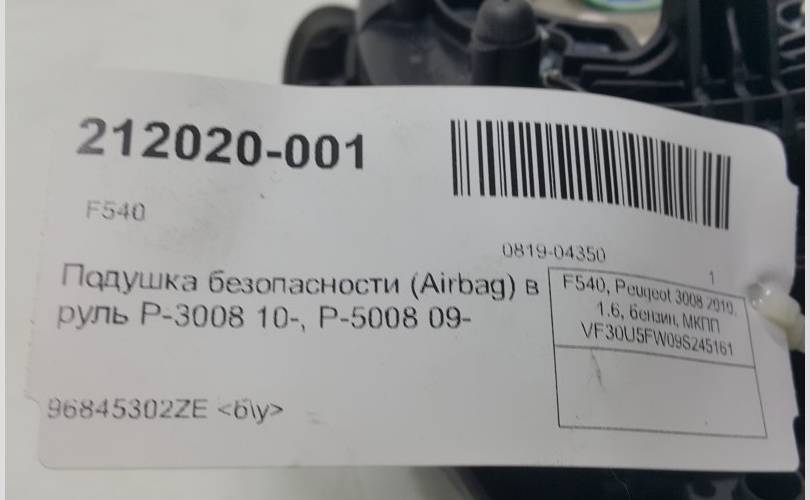 212020-001
F540
0819-04350
1
Подушка безопасности (Airbag) в
руль P-3008 10-, P-5008 09-
F540, Peugeot 3008 2010,
1.6, бензин, МКПП
VF30U5FW09S245161
96845302ZE <б\у>